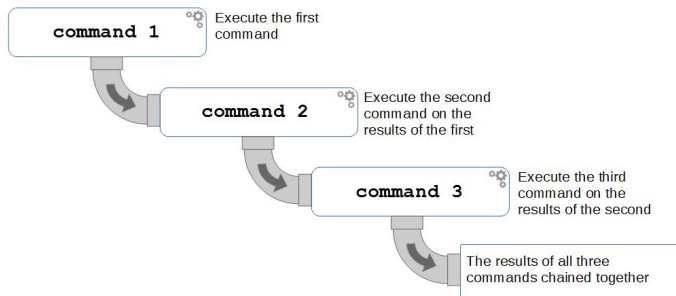 command 1
Execute the first
command
command 2
Execute the second
command on the
results of the first
command 3
Execute the third
command on the
results of the second
The results of all three
commands chained together